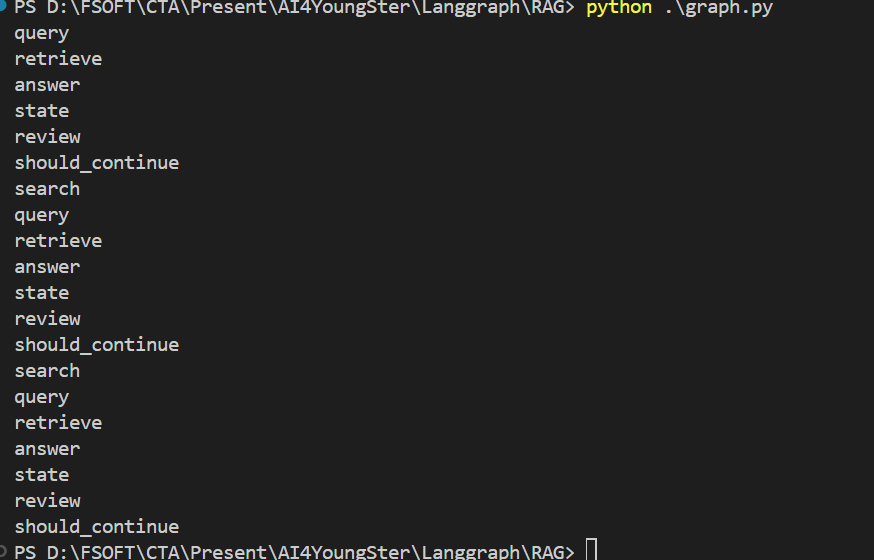 PS D:\FSOFT\CTA\Present\AI4YoungSter\Langgraph\RAG> python .\graph.py
query
retrieve
answer
state
review
should_continue
search
query
retrieve
answer
state
review
should_continue
search
query
retrieve
answer
state
review
should_continue
PS D:\FSOFT\CTA\Present\AI4YoungSter\Langgraph\RAG>